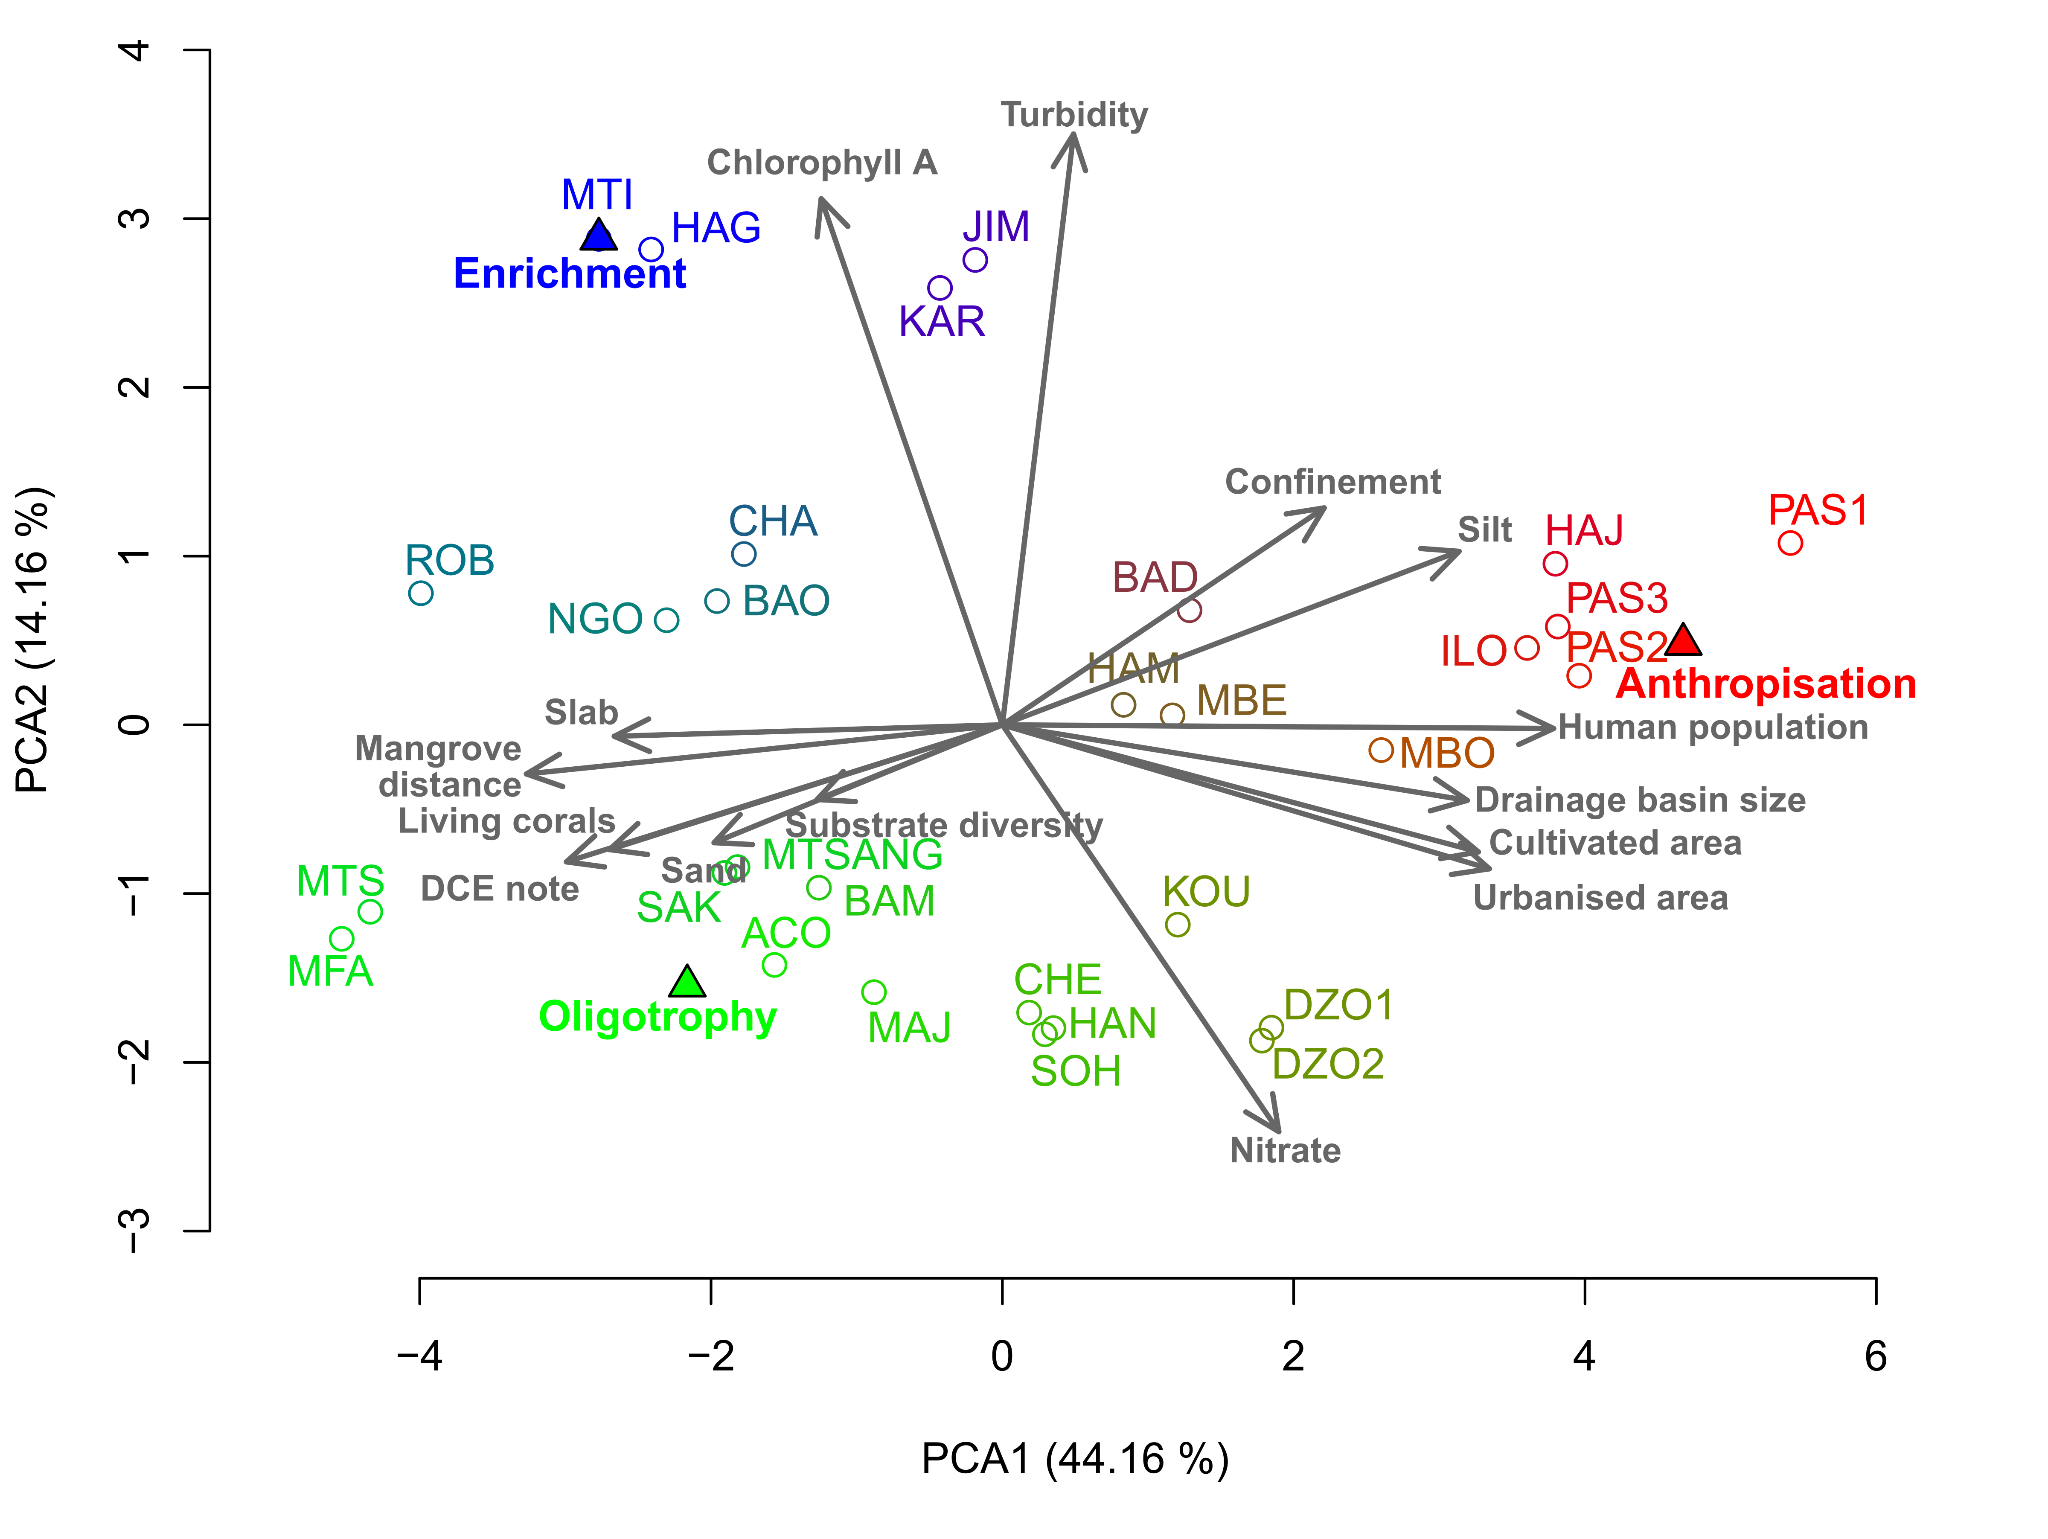 4
3
2
1
0
−1
−2
−3
PCA2 (14.16 %)
Turbidity
Chlorophyll A
MTI
HAG
Enrichment
JIM
KAR
Confinement
Silt
HAJ
PAS1
CHA
ROB
BAO
NGO
BAD
PAS3
PAS2
ILO
HAM
MBE
Anthropisation
Slab
Human population
Mangrove
distance
MBO
Living corals
Substrate diversity
Drainage basin size
Cultivated area
MTSANG
Sand
DCE note
MTS
SAK
BAM
KOU
Urbanised area
ACO
MFA
CHE
Oligotrophy
MAJ
HAN
DZO1
SOH
DZO2
Nitrate
−4
−2
0
2
4
6
PCA1 (44.16 %)